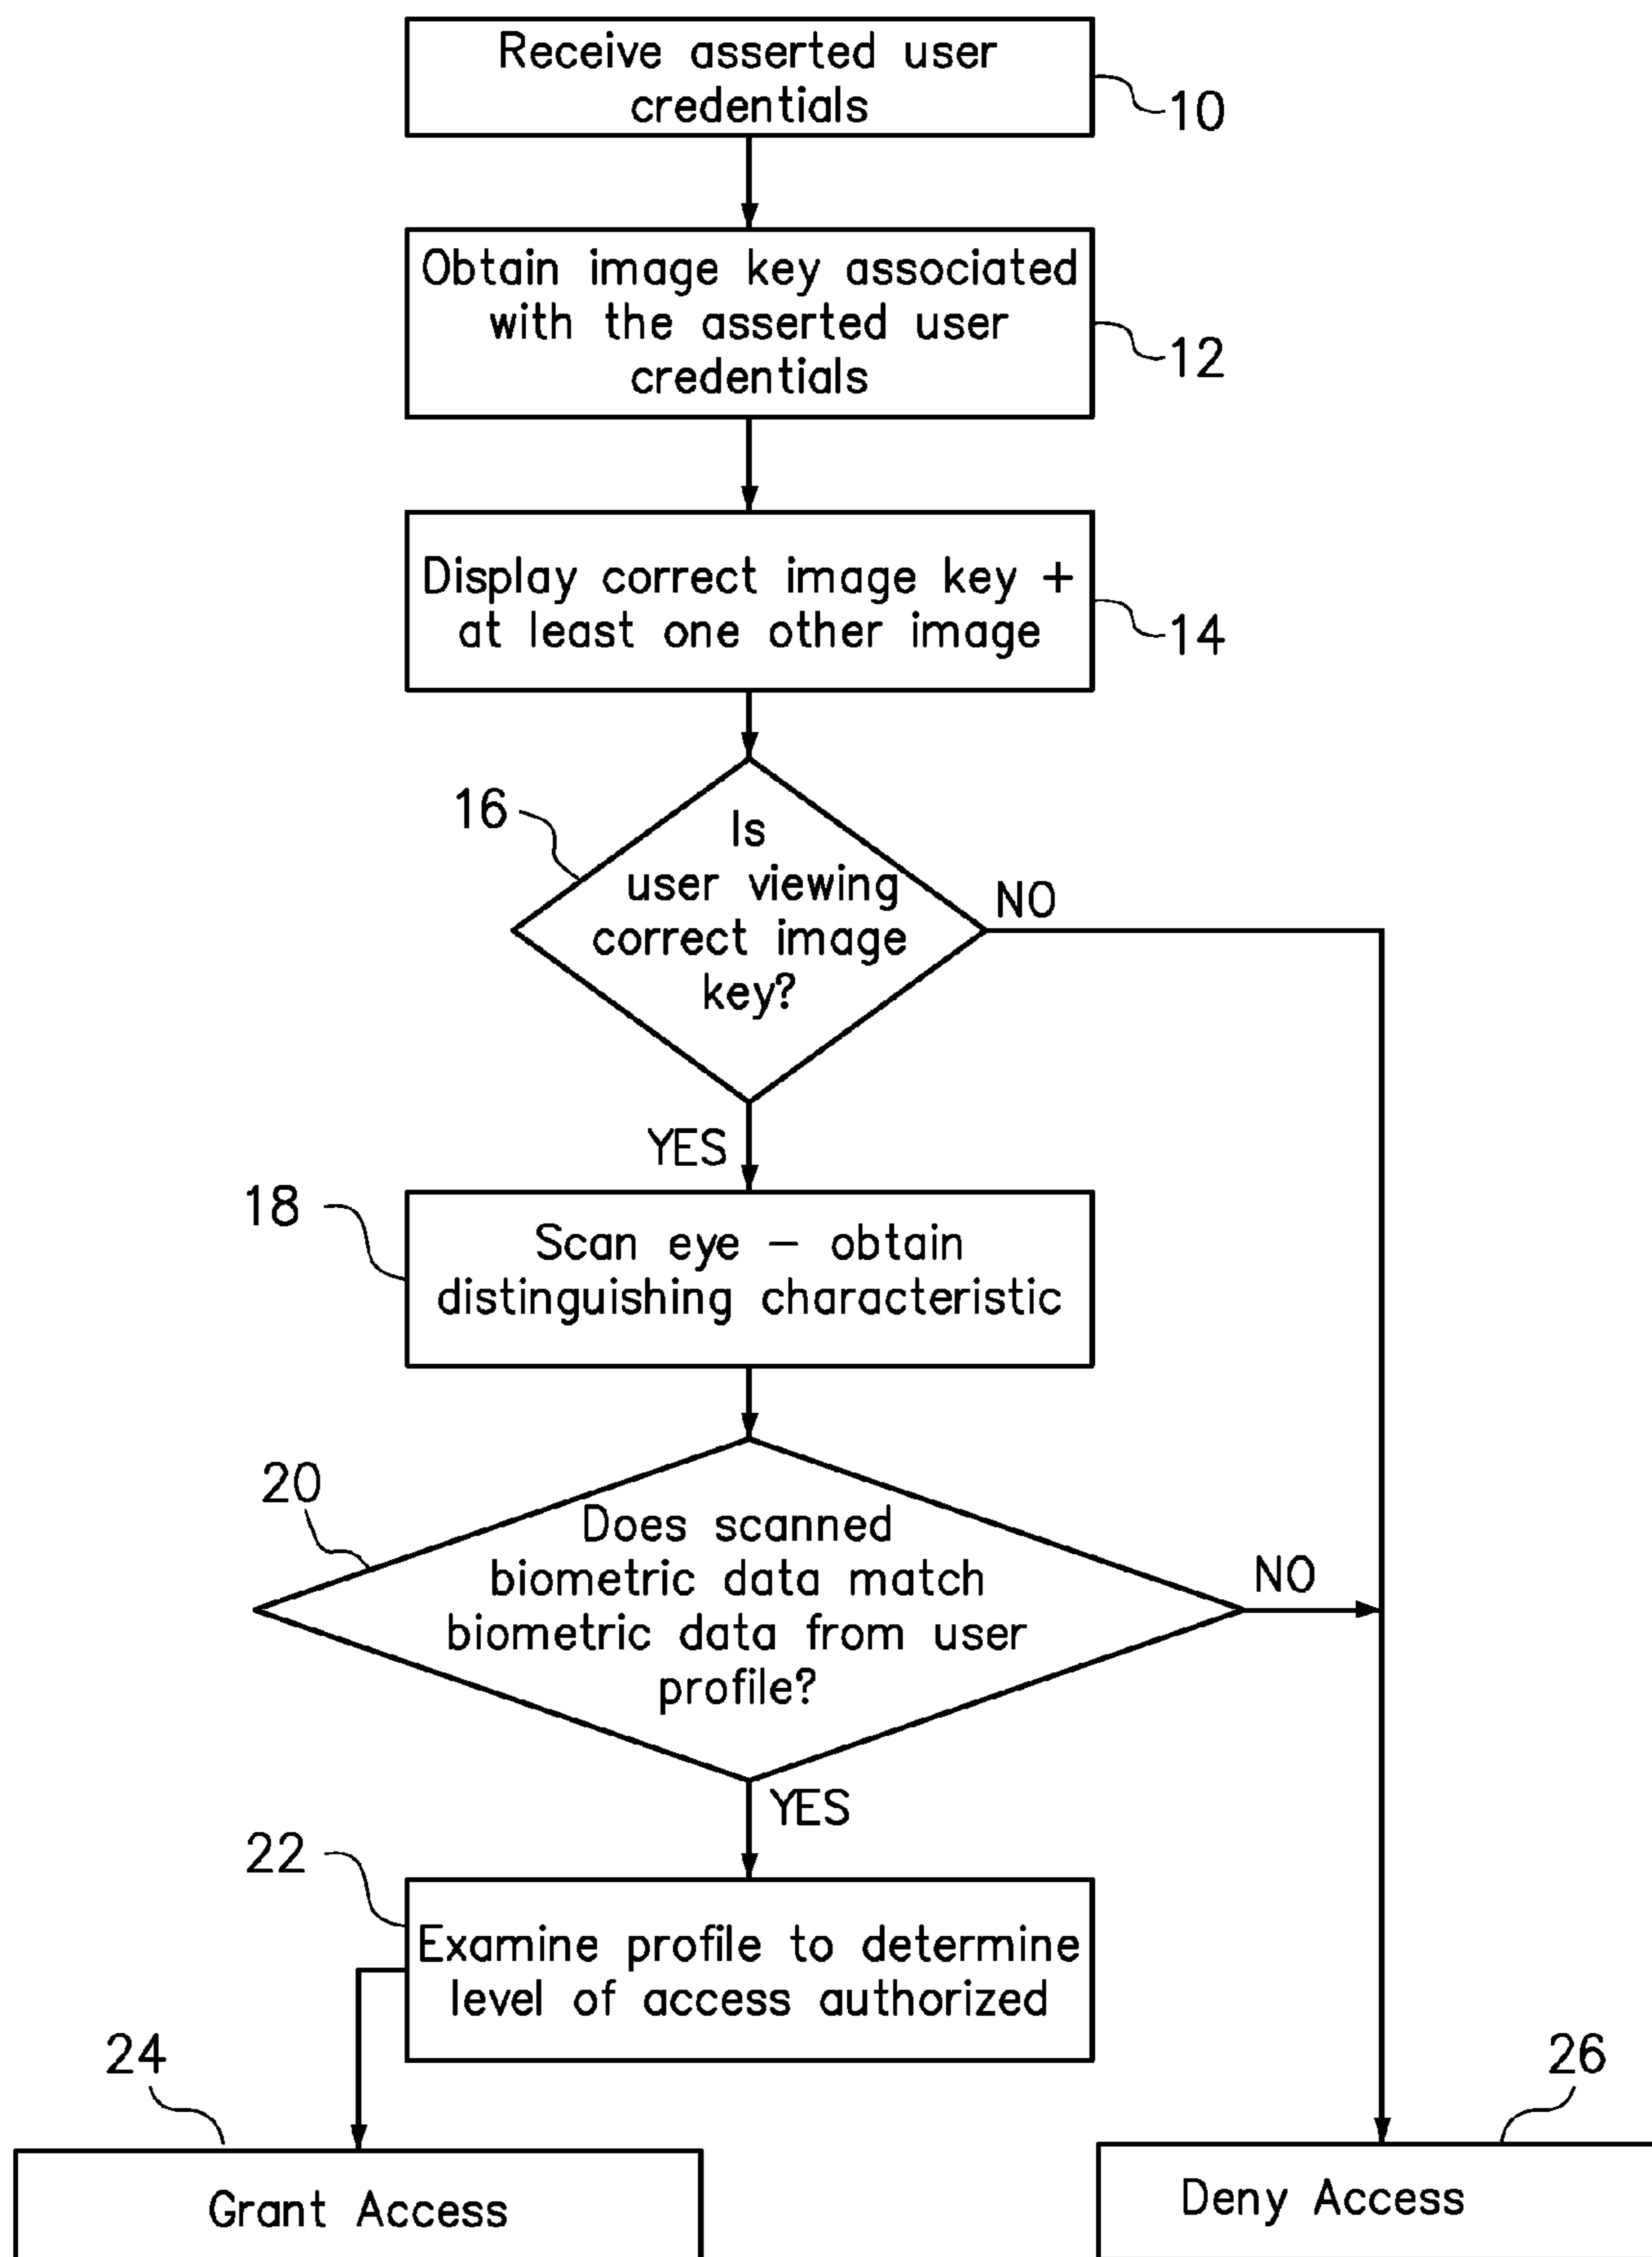 Receive asserted user
credentials
10
Obtain image key associated
with the asserted user
credentials
12
Display correct image key +
at least one other image
14
16
Is
user viewing
correct image
key?
NO
YES
18
Scan eye – obtain
distinguishing characteristic
20
Does scanned
biometric data match
biometric data from user
profile?
NO
YES
22
Examine profile to determine
level of access authorized
24
26
Grant Access
Deny Access